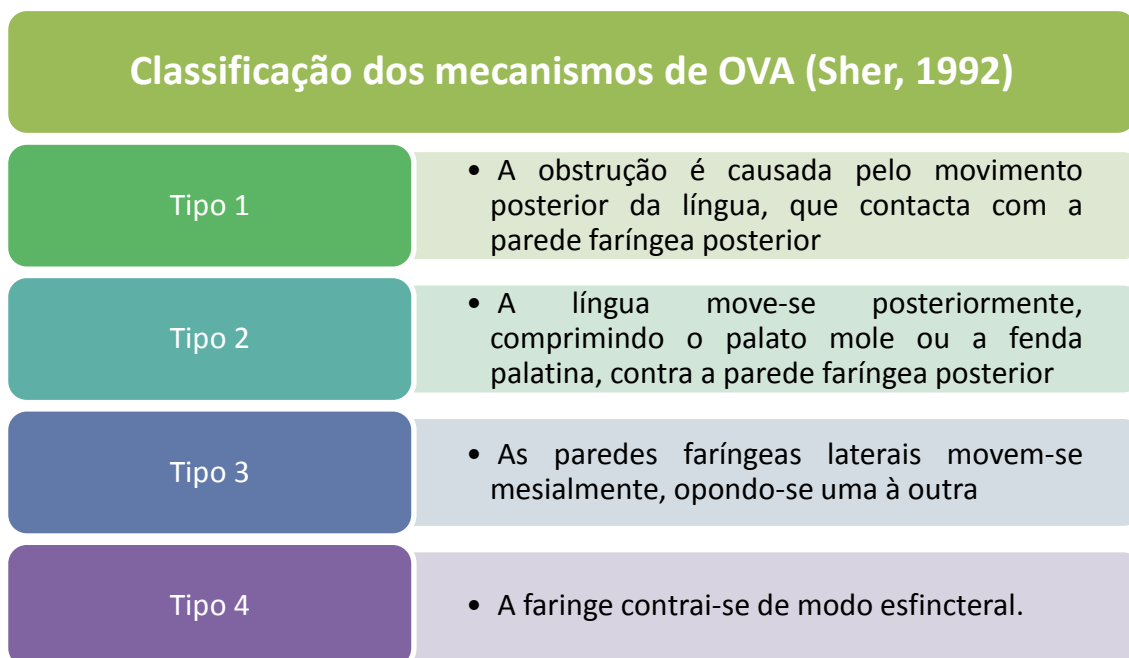 Classificação dos mecanismos de OVA (Sher, 1992)
Tipo 1
• A obstrução é causada pelo movimento
posterior da língua, que contacta com a
parede faríngea posterior
Tipo 2
• A língua move-se posteriormente,
comprimindo o palato mole ou a fenda
palatina, contra a parede faríngea posterior
Tipo 3
• As paredes faríngeas laterais movem-se
mesialmente, opondo-se uma à outra
Tipo 4
• A faringe contrai-se de modo esfincteral.